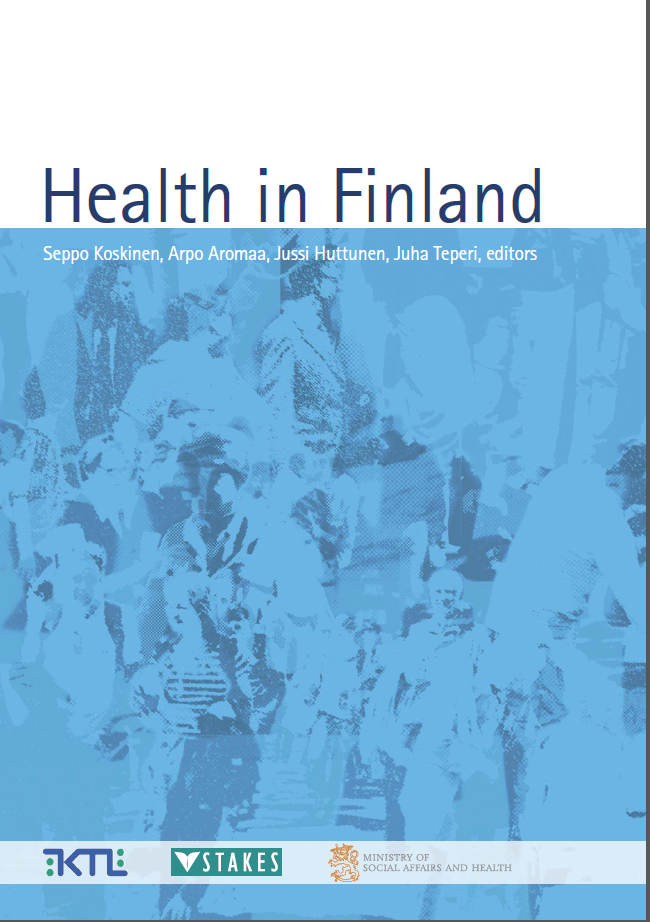 Health in Finland
Seppo Koskinen, Arpo Aromaa, Jussi Huttunen, Juha Teperi, editors
KTL
STAKES
MINISTRY OF
SOCIAL AFFAIRS AND HEALTH